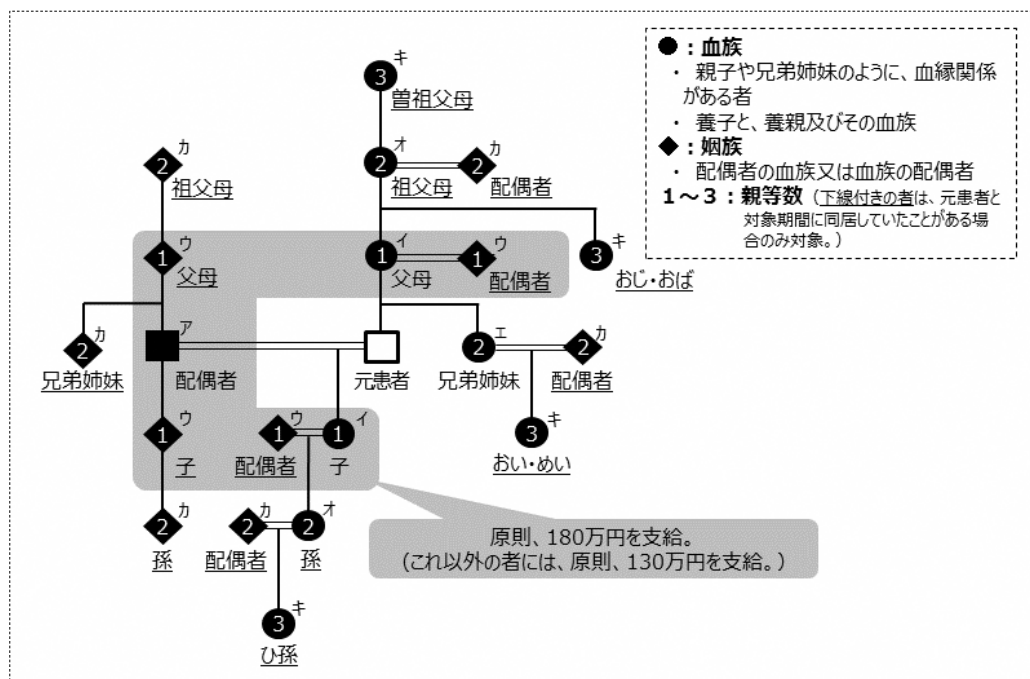 ●：血族
・ 親子や兄弟姉妹のように、血縁関係
がある者
・ 養子と、養親及びその血族
◆：姻族
・ 配偶者の血族又は血族の配偶者
1～3：親等数（下線付きの者は、元患者と
対象期間に同居していたことがある場
合のみ対象。）
3 キ
曽祖父母
2 カ
祖父母
2 オ
祖父母
2 カ
配偶者
1 ウ
父母
1 イ
父母
1 ウ
配偶者
3 キ
おじ・おば
2 カ
兄弟姉妹
ア
配偶者
元患者
2 エ
兄弟姉妹
2 カ
配偶者
1 ウ
子
1 ウ
配偶者
1 イ
子
3 キ
おい・めい
2 カ
孫
2 カ
配偶者
2 オ
孫
原則、180万円を支給。
（これ以外の者には、原則、130万円を支給。）
3 キ
ひ孫